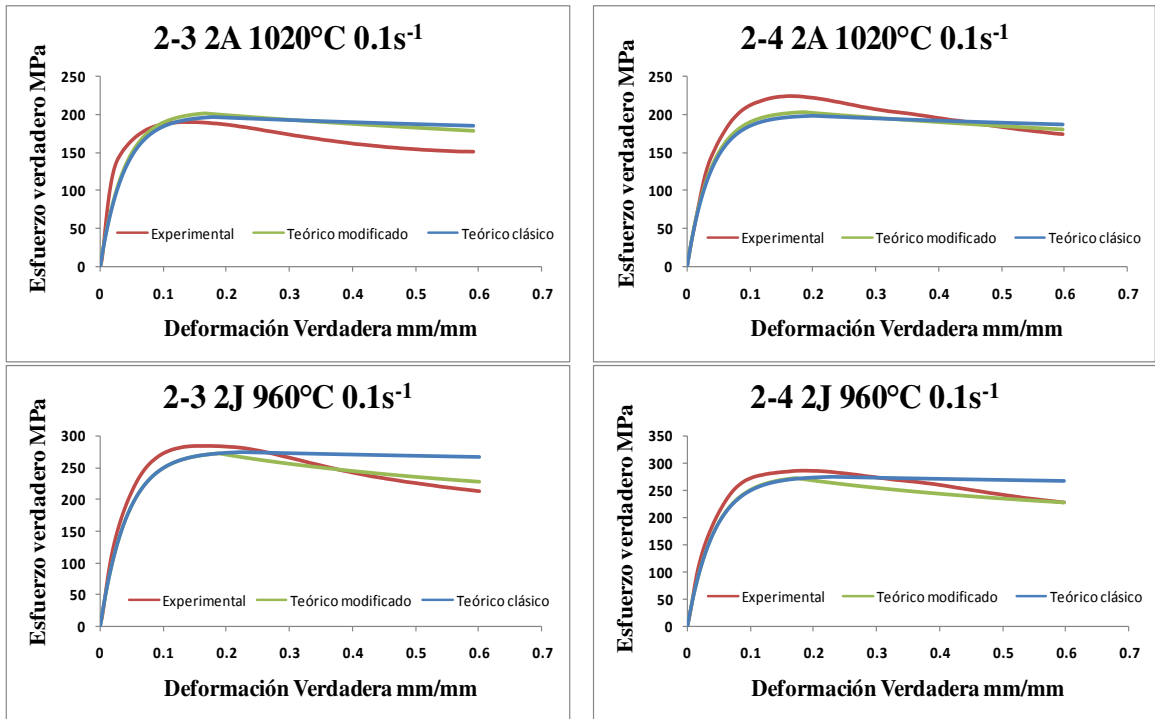 2-3 2A 1020°C 0.1s-1
Esfuerzo verdadero MPa
250
200
150
100
50
0
Experimental Teórico modificado Teórico clásico
0 0.1 0.2 0.3 0.4 0.5 0.6 0.7
Deformación Verdadera mm/mm
2-4 2A 1020°C 0.1s-1
Esfuerzo verdadero MPa
250
200
150
100
50
0
Experimental Teórico modificado Teórico clásico
0 0.1 0.2 0.3 0.4 0.5 0.6 0.7
Deformación Verdadera mm/mm
2-3 2J 960°C 0.1s-1
Esfuerzo verdadero MPa
300
250
200
150
100
50
0
Experimental Teórico modificado Teórico clásico
0 0.1 0.2 0.3 0.4 0.5 0.6 0.7
Deformación Verdadera mm/mm
2-4 2J 960°C 0.1s-1
Esfuerzo verdadero MPa
350
300
250
200
150
100
50
0
Experimental Teórico modificado Teórico clásico
0 0.1 0.2 0.3 0.4 0.5 0.6 0.7
Deformación Verdadera mm/mm